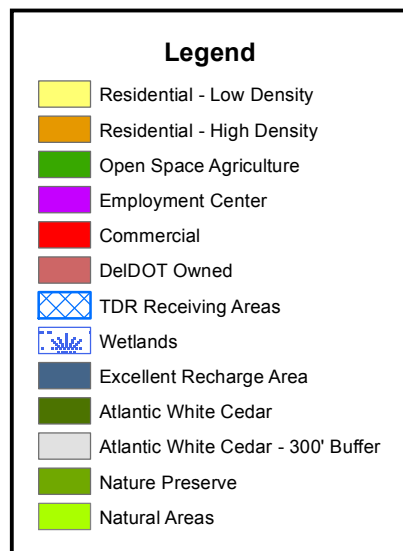 Legend
Residential - Low Density
Residential - High Density
Open Space Agriculture
Employment Center
Commercial
DelDOT Owned
TDR Receiving Areas
Wetlands
Excellent Recharge Area
Atlantic White Cedar
Atlantic White Cedar - 300' Buffer
Nature Preserve
Natural Areas